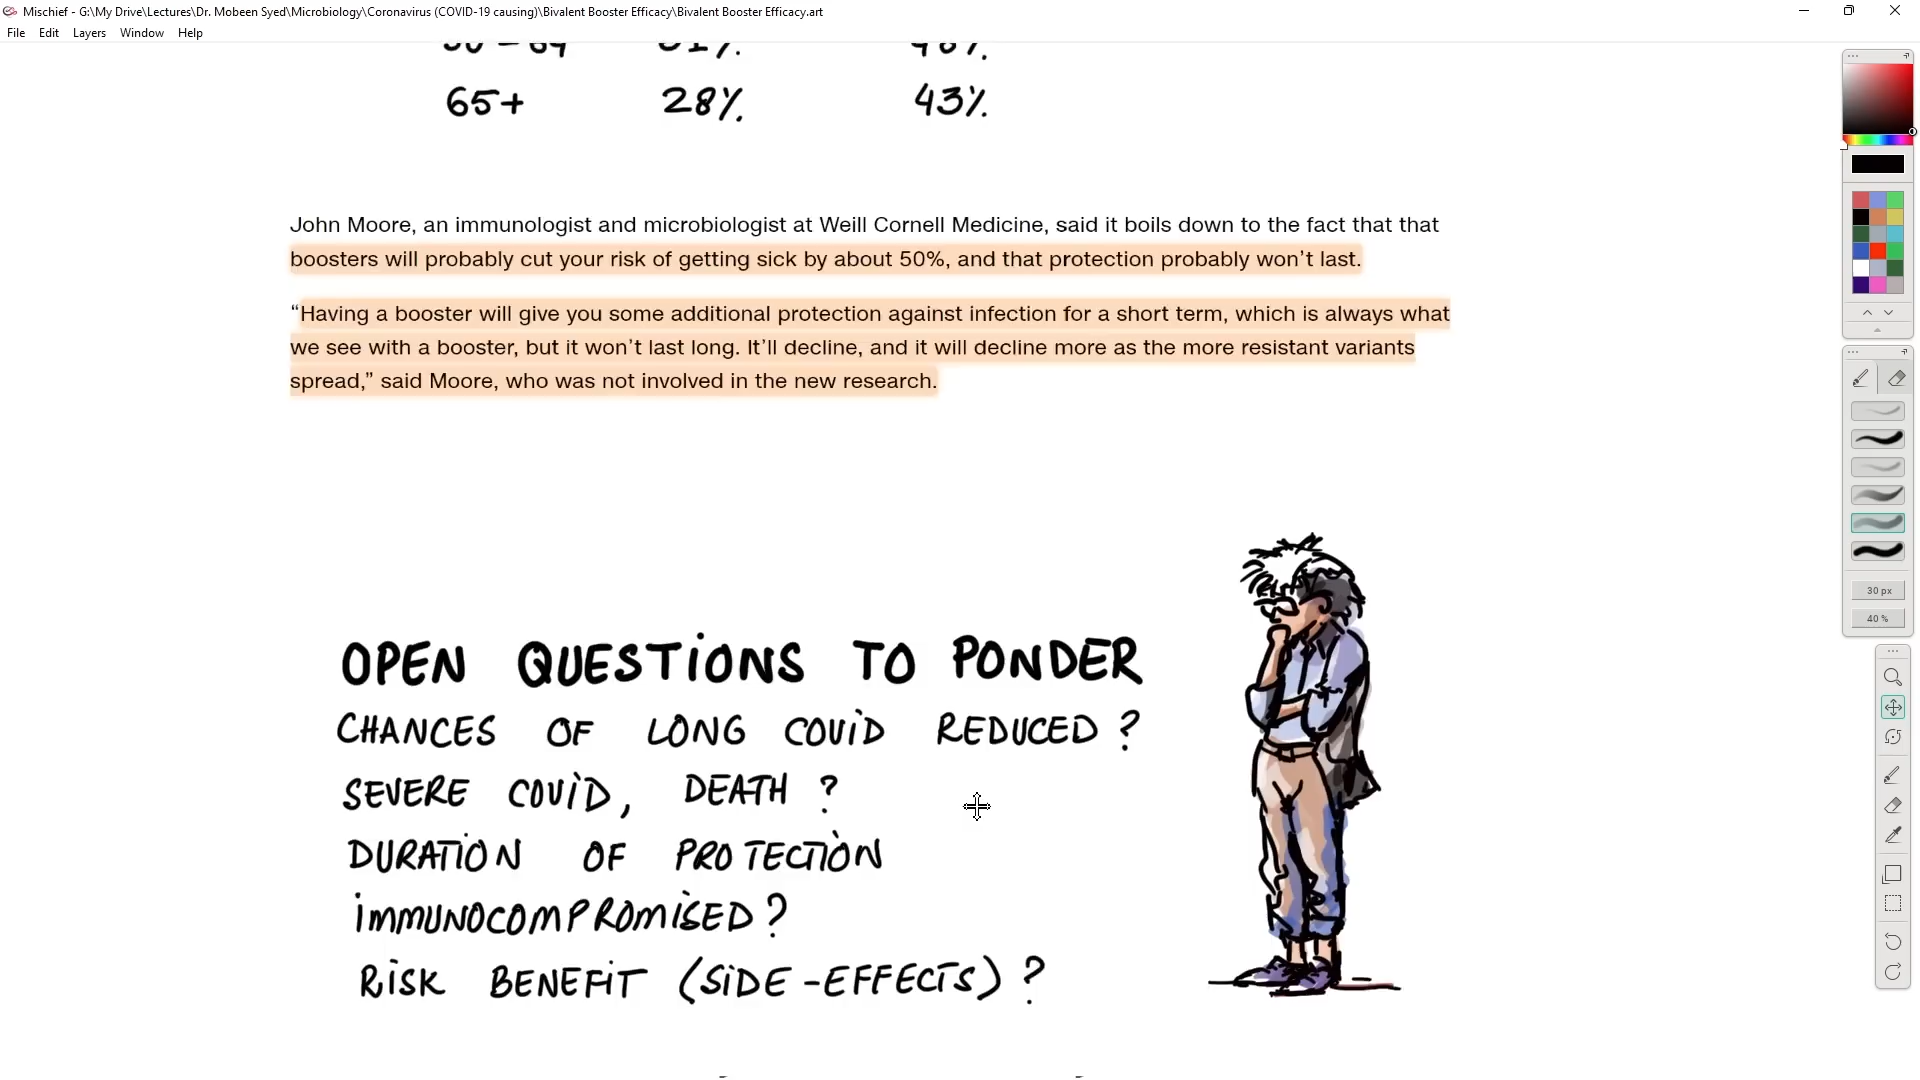 Mischief - G:\My Drive\Lectures\Dr. Mobeen Syed\Microbiology\Coronavirus (COVID-19 causing)\Bivalent Booster Efficacy\Bivalent Booster Efficacy.art
File Edit Layers Window Help
65+ 28% 43%
John Moore, an immunologist and microbiologist at Weill Cornell Medicine, said it boils down to the fact that that
boosters will probably cut your risk of getting sick by about 50%, and that protection probably won’t last.
“Having a booster will give you some additional protection against infection for a short term, which is always what
we see with a booster, but it won’t last long. It’ll decline, and it will decline more as the more resistant variants
spread,” said Moore, who was not involved in the new research.
OPEN QUESTIONS TO PONDER
CHANCES OF LONG COVID REDUCED ?
SEVERE COVID, DEATH ?
DURATION OF PROTECTION
IMMUNOCOMPROMISED ?
RISK BENEFIT (SIDE-EFFECTS) ?
30 px
40 %